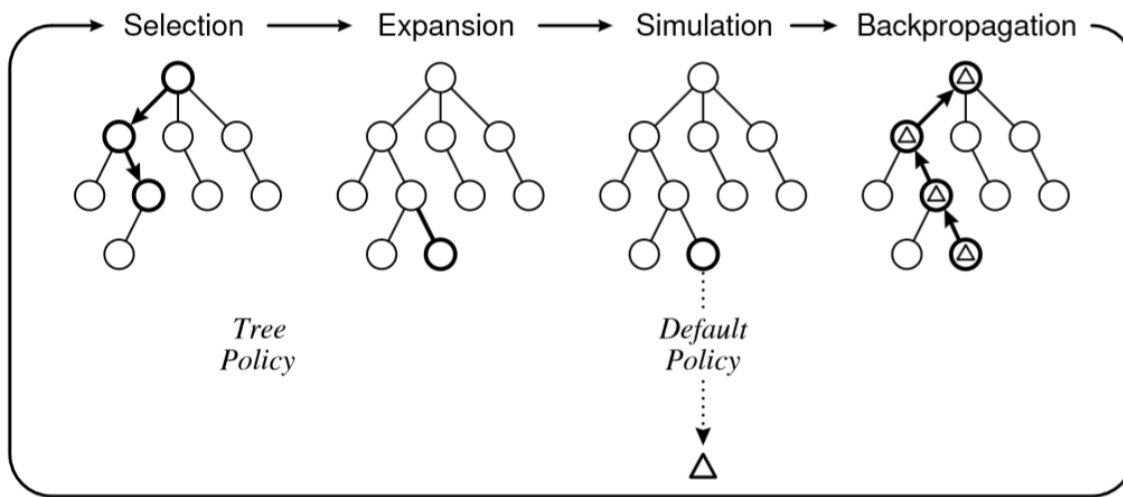 Selection Expansion Simulation Backpropagation
Tree
Policy
Default
Policy